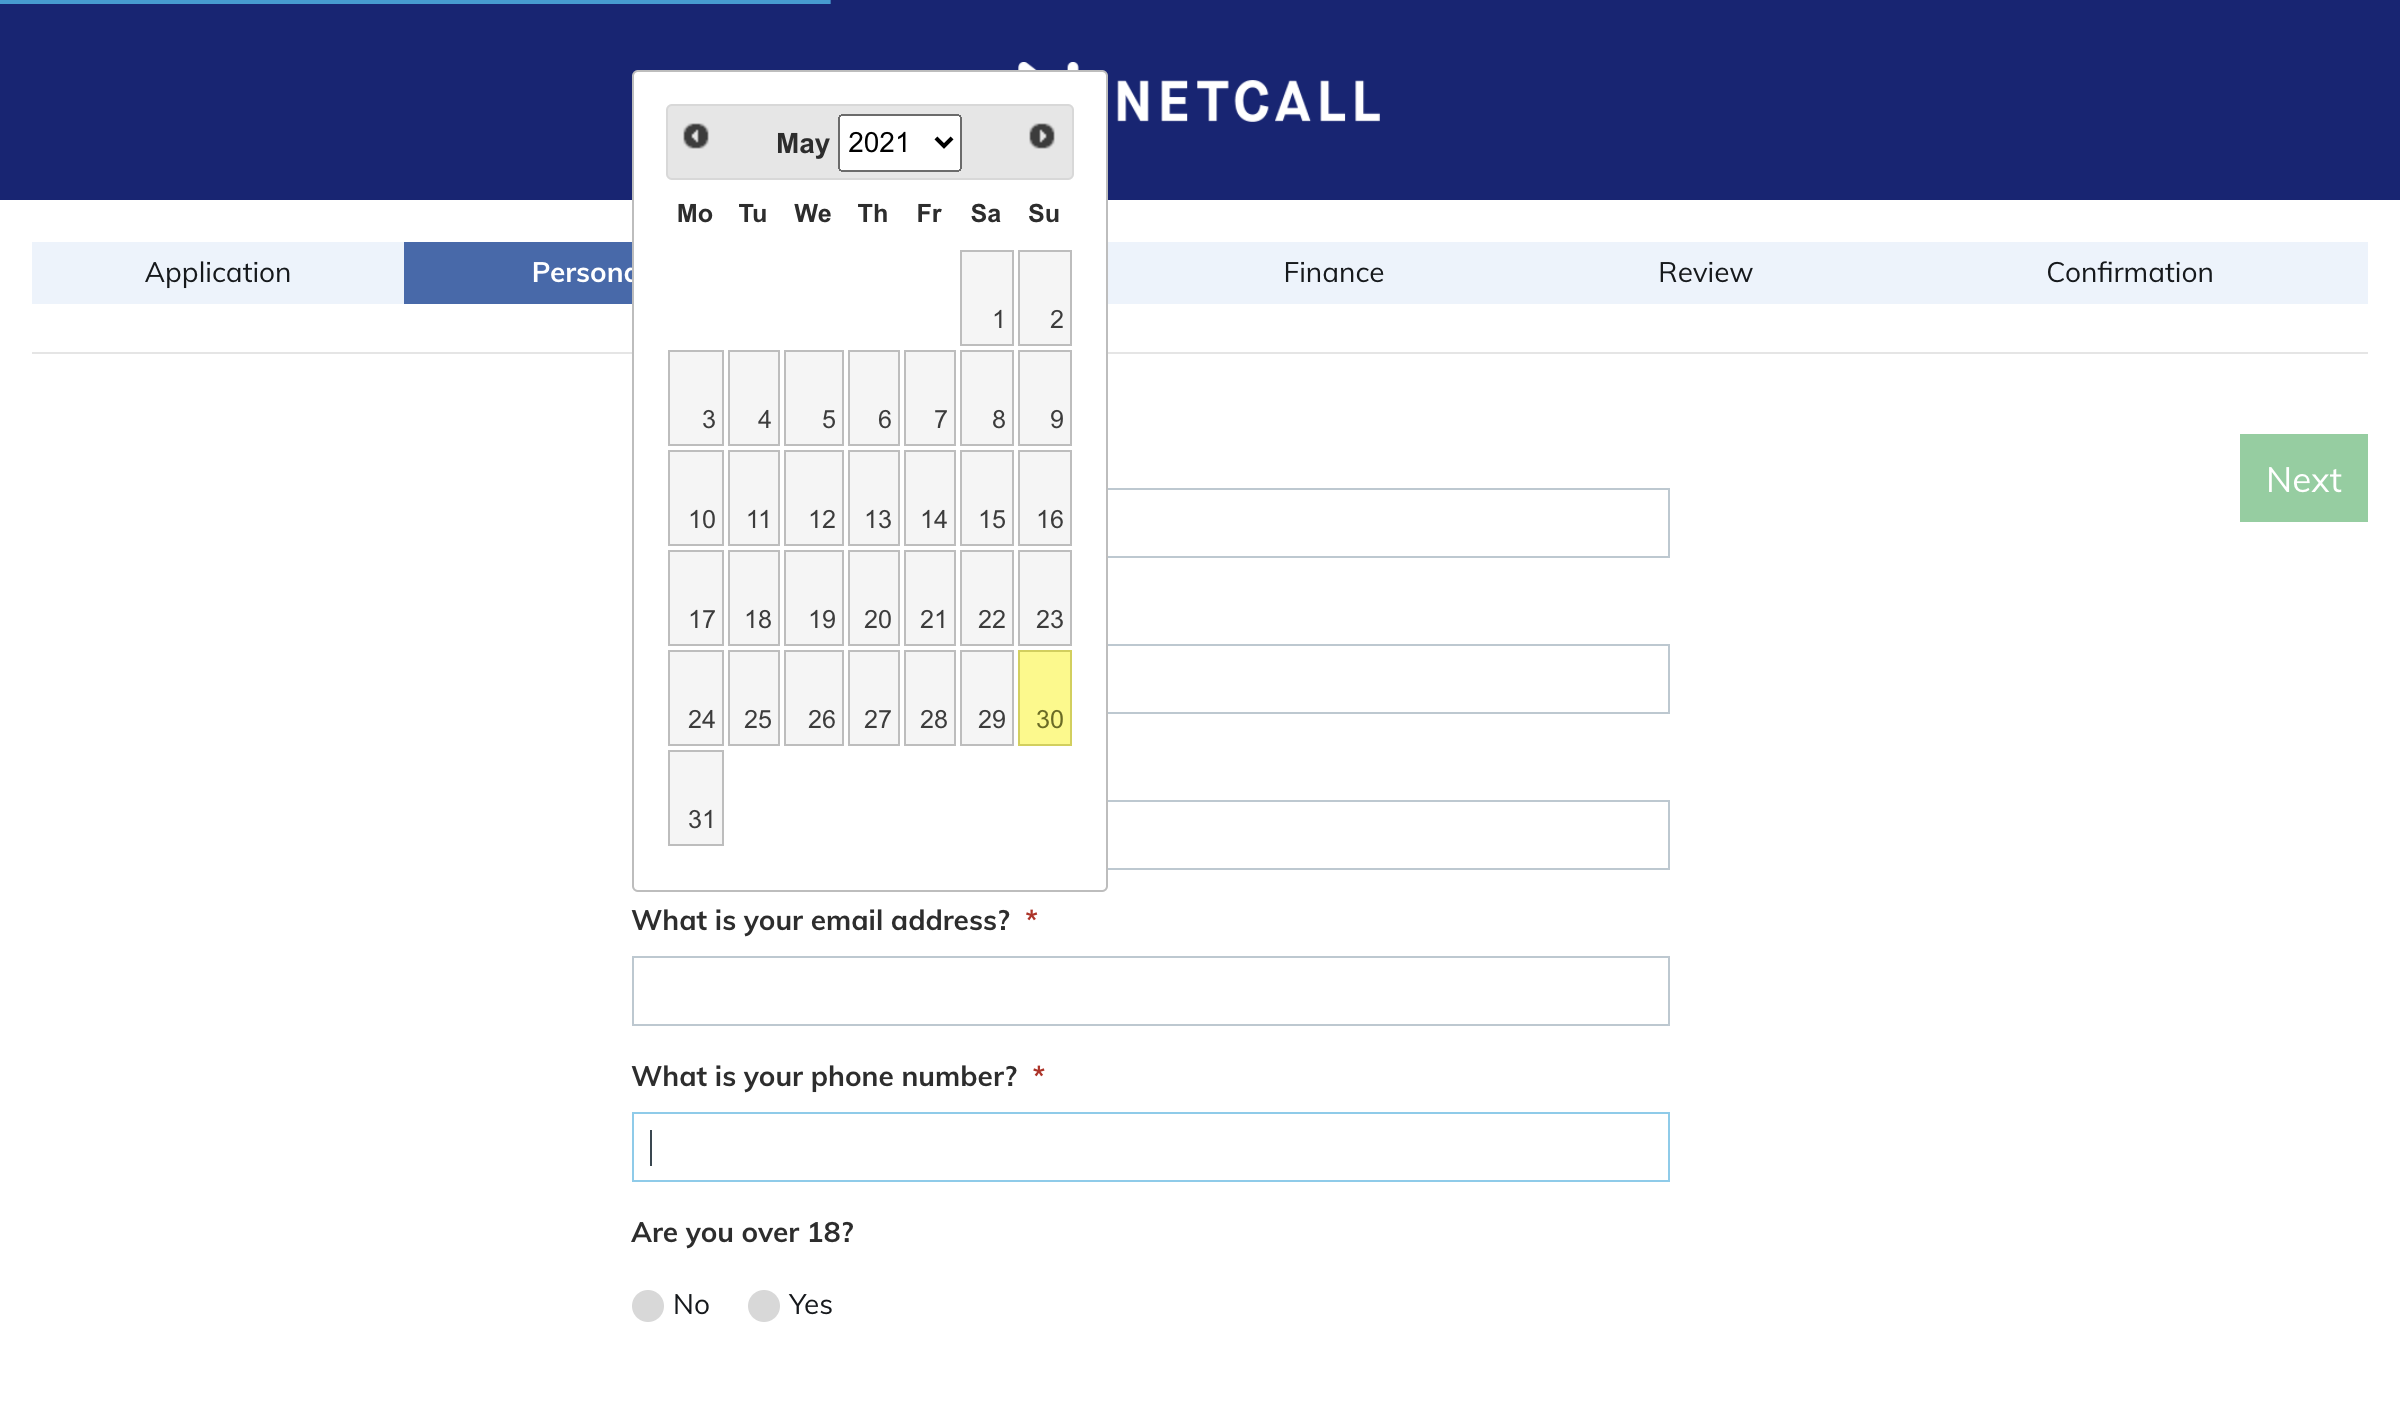 NETCALL
May 2021
Mo Tu We Th Fr Sa Su
1 2
3 4 5 6 7 8 9
10 11 12 13 14 15 16
17 18 19 20 21 22 23
24 25 26 27 28 29 30
31
Application Finance Review Confirmation
Next
What is your email address? *
What is your phone number? *
Are you over 18?
No Yes